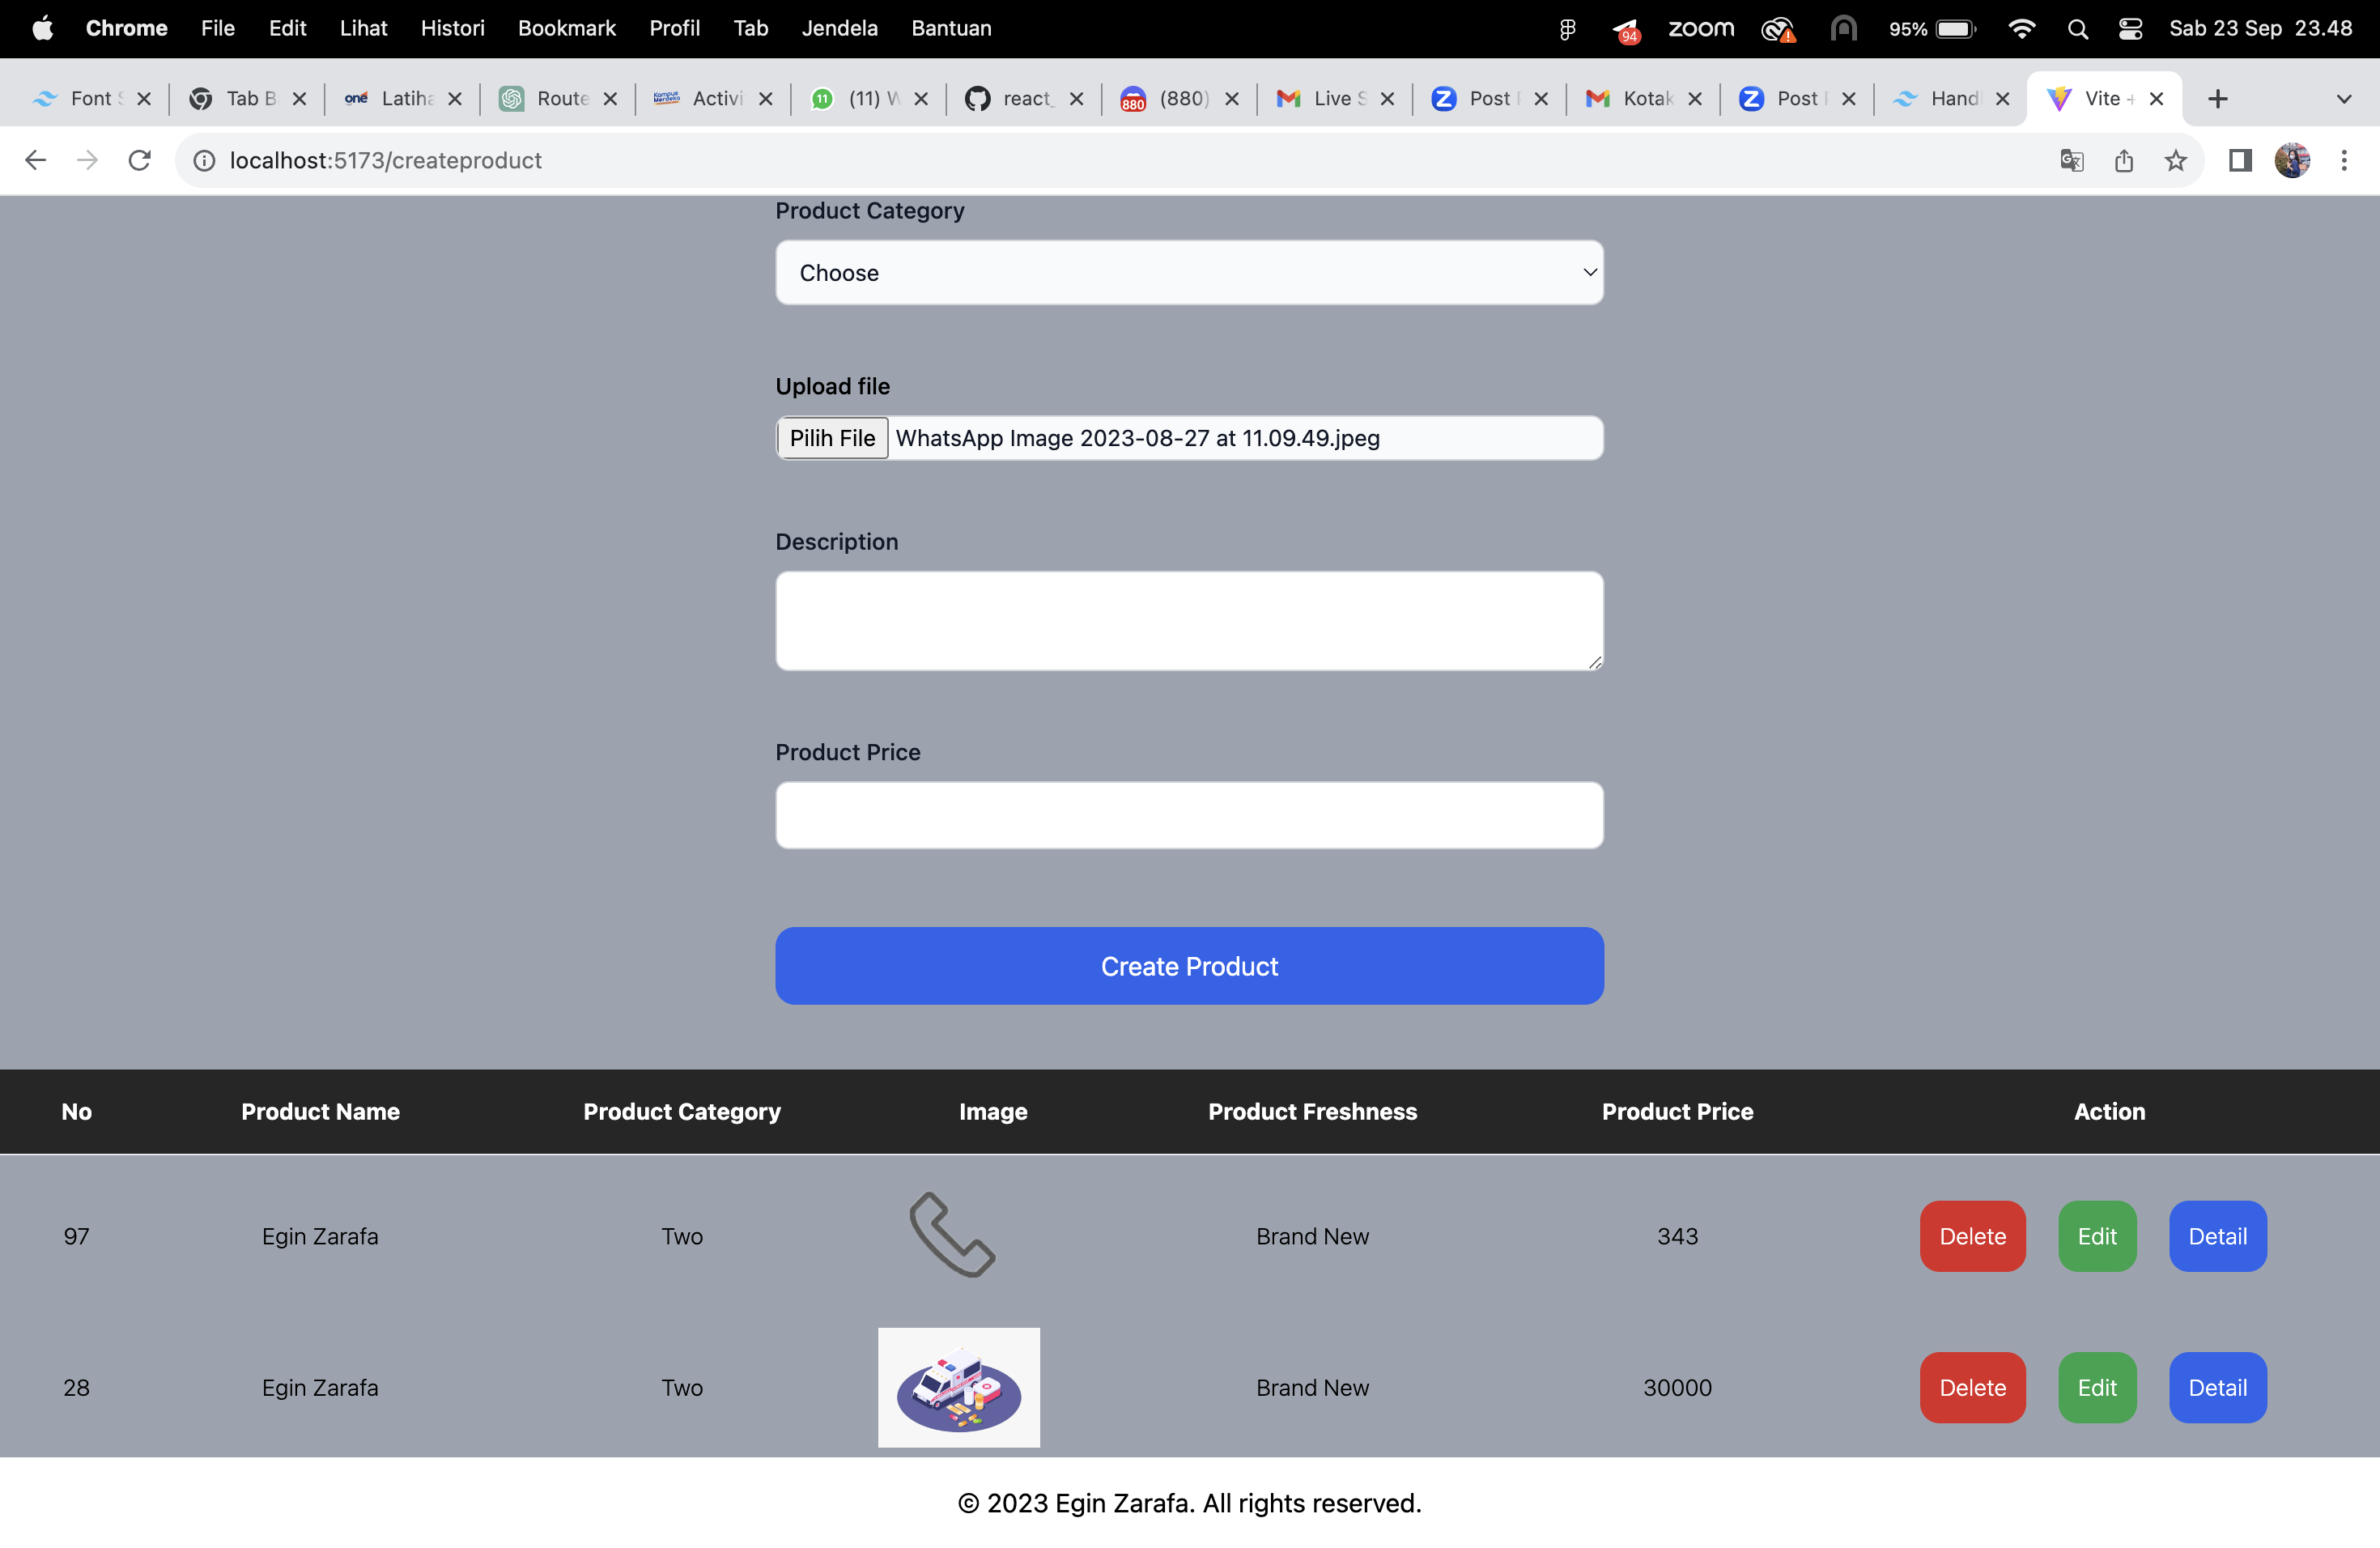 Chrome File Edit Lihat Histori Bookmark Profil Tab Jendela Bantuan 94 zoom 95% Sab 23 Sep 23.48
Font Tab B one Latiha Route Kampus Merdeka Activi 11 (11) W react_ 880 (880) Live S Post Kotak Post Hand Vite +
localhost:5173/createproduct
Product Category
Choose
Upload file
Pilih File WhatsApp Image 2023-08-27 at 11.09.49.jpeg
Description
Product Price
Create Product
No Product Name Product Category Image Product Freshness Product Price Action
97 Egin Zarafa Two Brand New 343 Delete Edit Detail
28 Egin Zarafa Two Brand New 30000 Delete Edit Detail
© 2023 Egin Zarafa. All rights reserved.